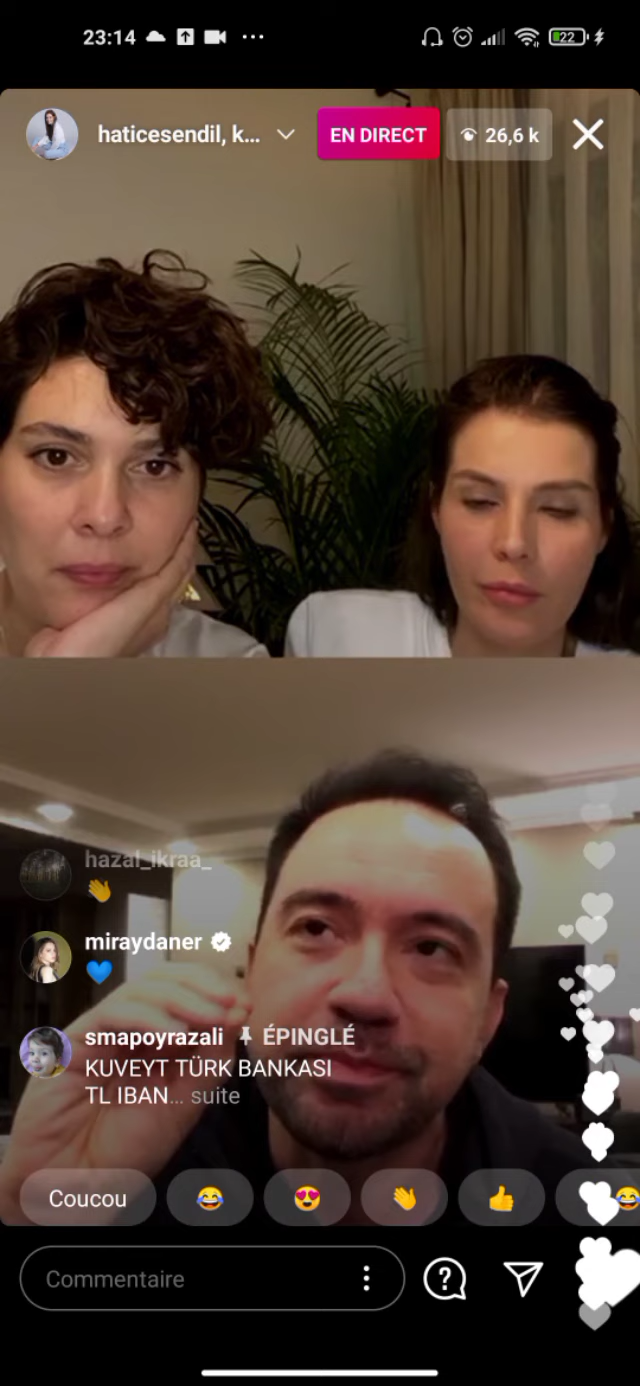 23:14
22
haticesendil, k...
EN DIRECT
26,6 k
hazal_ikraa_
👋
miraydaner
💙
smapoyrazali ÉPINGLÉ
KUVEYT TÜRK BANKASI
TL IBAN... suite
Coucou 😂 😍 👋 👍 😂
Commentaire